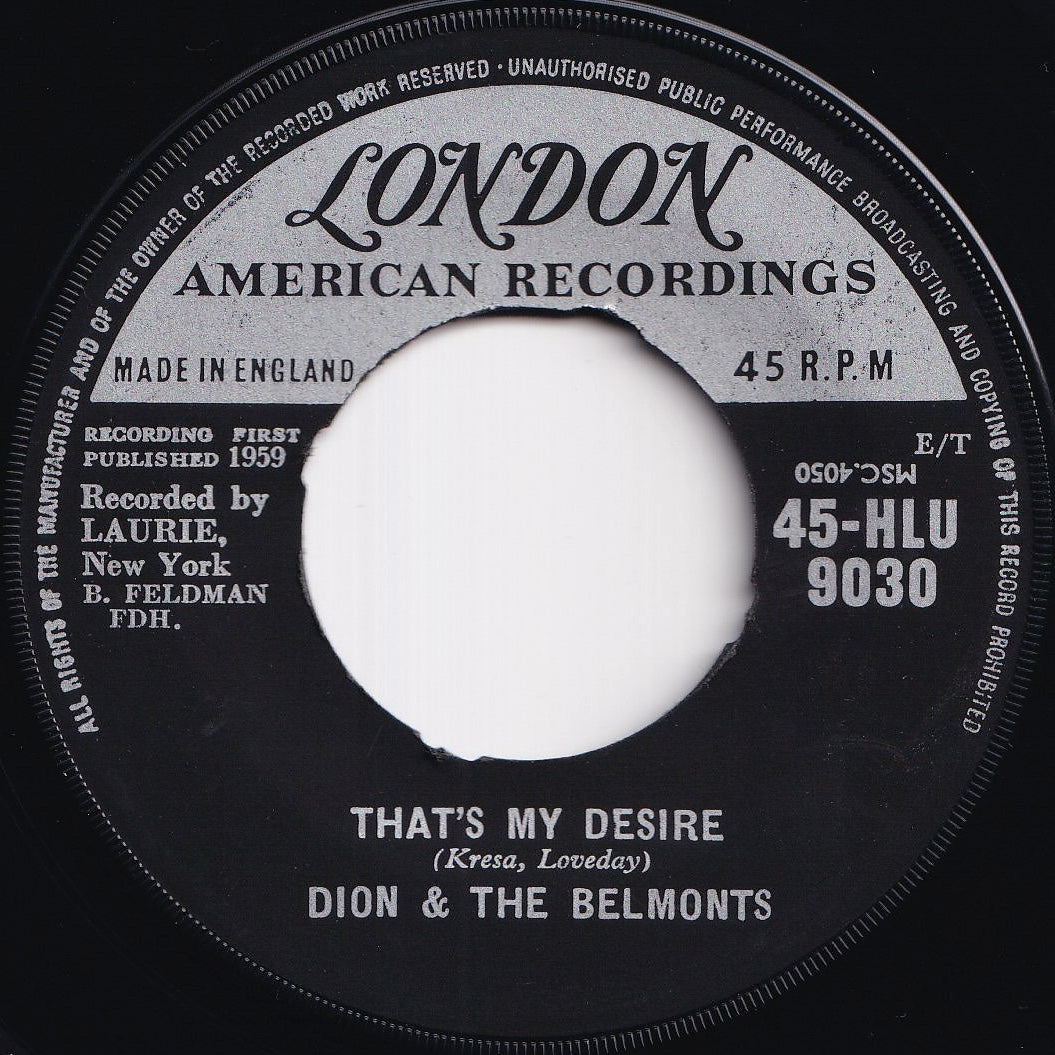 ALL RIGHTS OF THE MANUFACTURER AND OF THE OWNER OF THE RECORDED WORK RESERVED · UNAUTHORISED PUBLIC PERFORMANCE BROADCASTING AND COPYING OF THIS RECORD PROHIBITED
LONDON
AMERICAN RECORDINGS
MADE IN ENGLAND
45 R.P.M
RECORDING FIRST
PUBLISHED 1959
Recorded by
LAURIE,
New York
B. FELDMAN
FDH.
E/T
MSC.4050
45-HLU
9030
THAT'S MY DESIRE
(Kresa, Loveday)
DION & THE BELMONTS